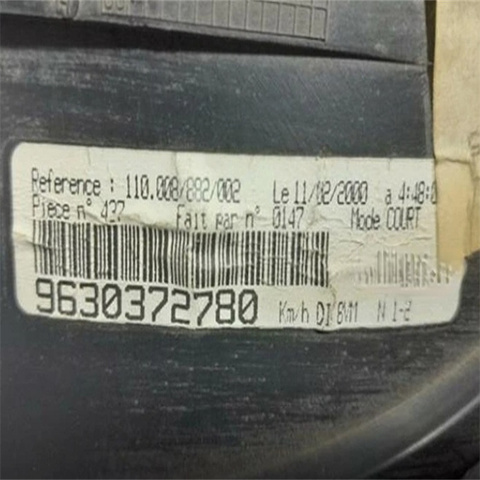 Reference : 110.008/882/002 Le 11/02/2000 a 4:48:0
Piece n° 437 Fait par n° 0147 Mode COURT
9630372780 Km/h DI/BVM N 1-2